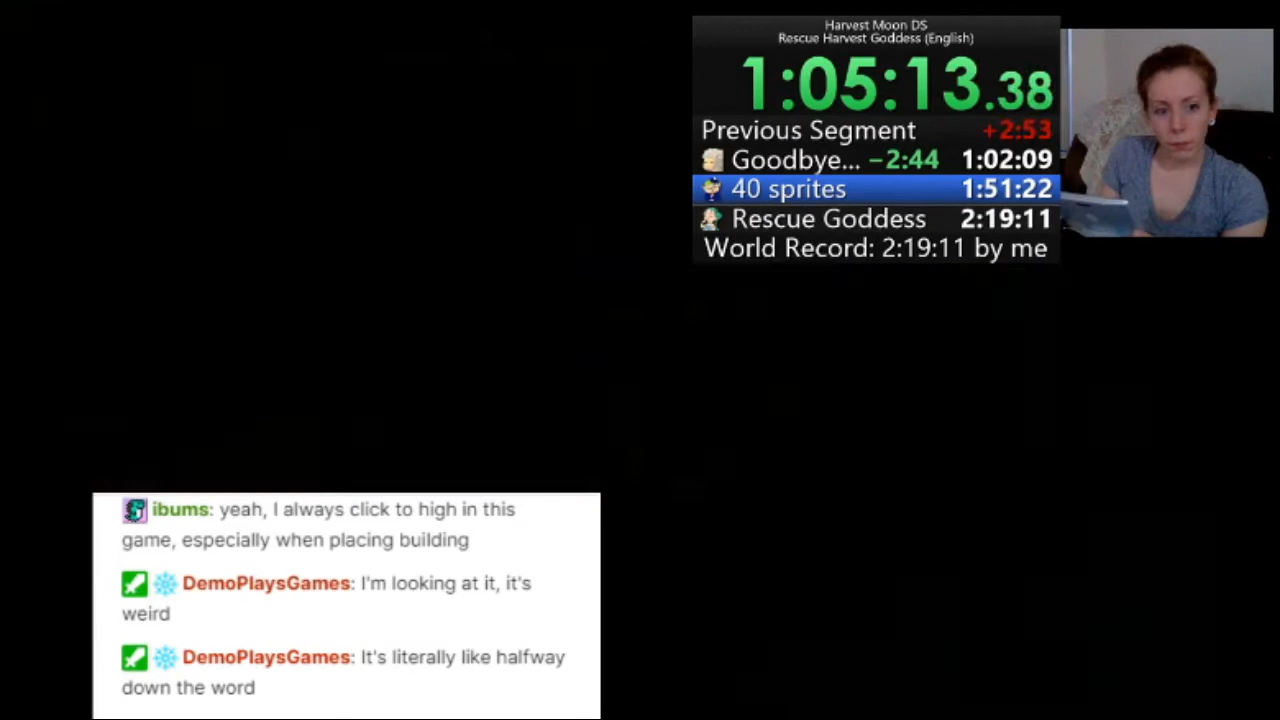 Harvest Moon DS
Rescue Harvest Goddess (English)
1:05:13.38
Previous Segment +2:53
Goodbye... −2:44 1:02:09
40 sprites 1:51:22
Rescue Goddess 2:19:11
World Record: 2:19:11 by me
ibums: yeah, I always click to high in this
game, especially when placing building
DemoPlaysGames: I'm looking at it, it's
weird
DemoPlaysGames: It's literally like halfway
down the word